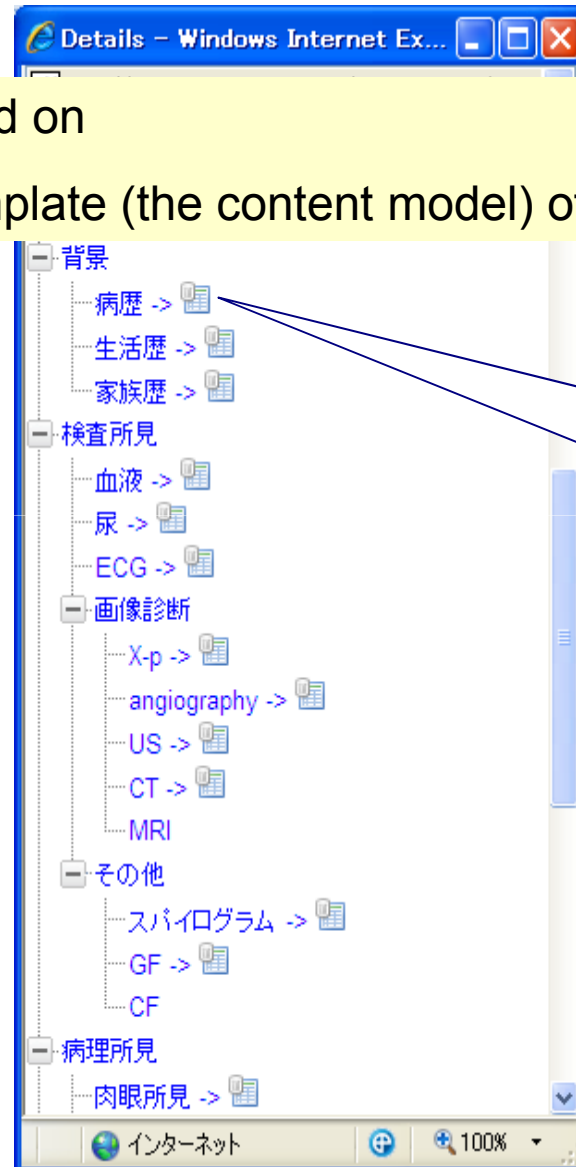 Details - Windows Internet Ex...
d on
plate (the content model) of
背景
病歴 ->
生活歴 ->
家族歴 ->
検査所見
血液 ->
尿 ->
ECG ->
画像診断
X-p ->
angiography ->
US ->
CT ->
MRI
その他
スパイログラム ->
GF ->
CF
病理所見
肉眼所見 ->
インターネット 100%